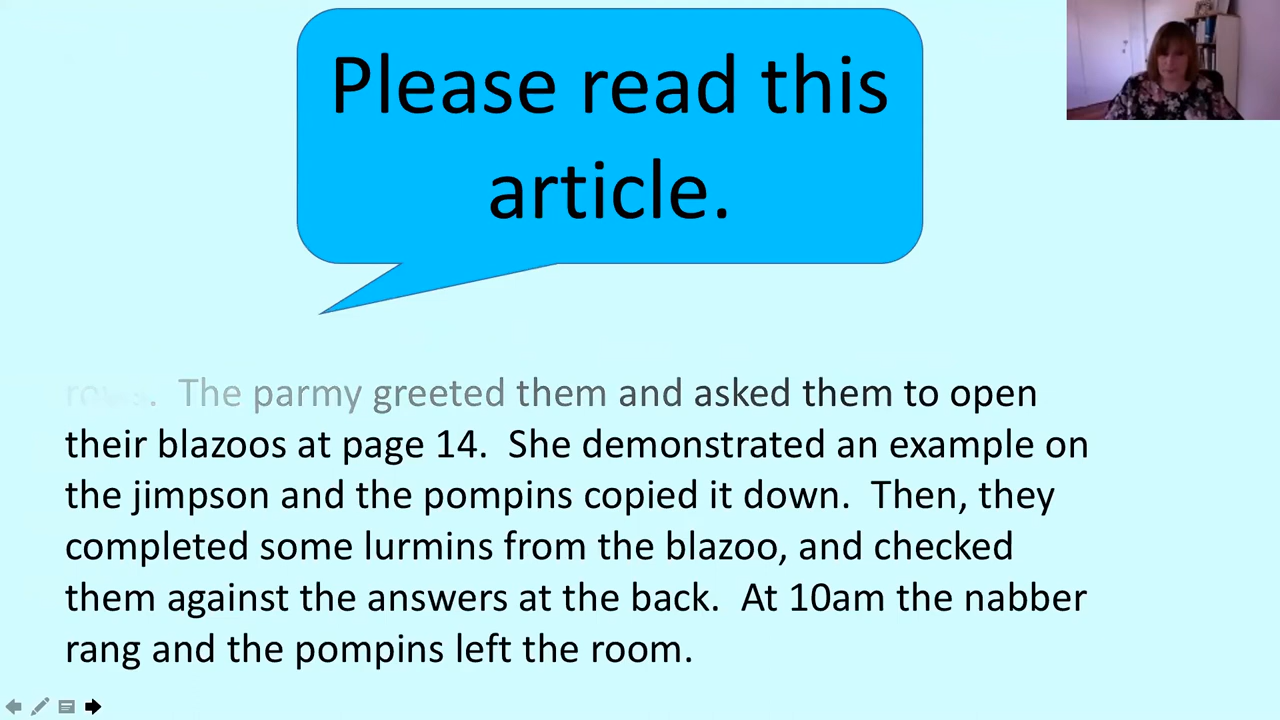 Please read this
article.
The parmy greeted them and asked them to open
their blazoos at page 14. She demonstrated an example on
the jimpson and the pompins copied it down. Then, they
completed some lurmins from the blazoo, and checked
them against the answers at the back. At 10am the nabber
rang and the pompins left the room.